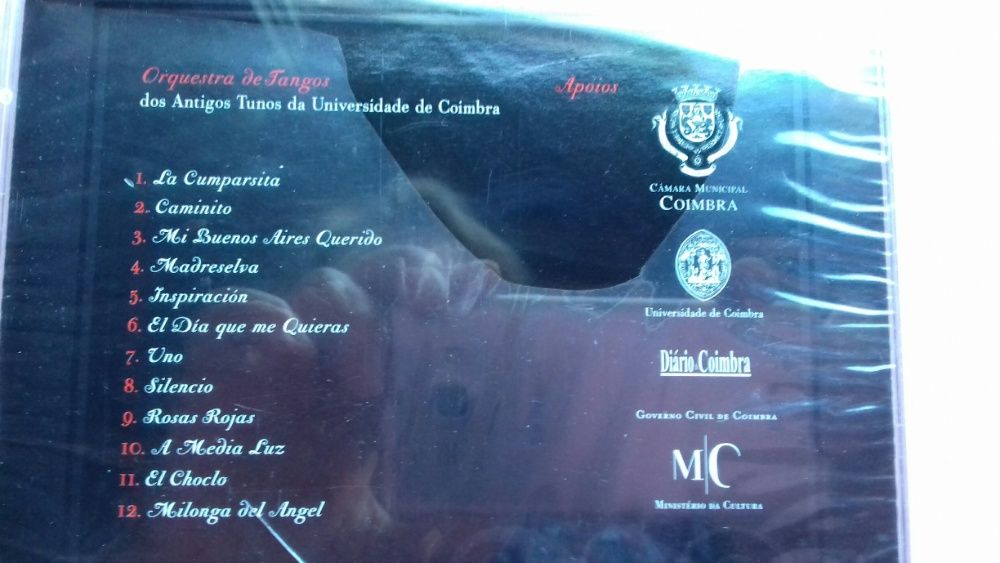 Orquestra de Tangos
dos Antigos Tunos da Universidade de Coimbra
1. La Cumparsita
2. Caminito
3. Mi Buenos Aires Querido
4. Madreselva
5. Inspiración
6. El Día que me Quieras
7. Uno
8. Silencio
9. Rosas Rojas
10. A Media Luz
11. El Choclo
12. Milonga del Angel
Apoios
CÂMARA MUNICIPAL
COIMBRA
Universidade de Coimbra
Diário de Coimbra
GOVERNO CIVIL DE COIMBRA
M|C
MINISTÉRIO DA CULTURA